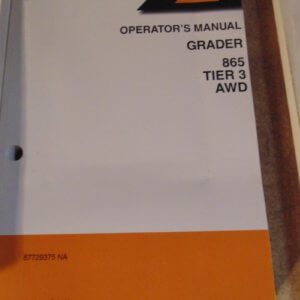 OPERATOR'S MANUAL
GRADER
865
TIER 3
AWD
87729375 NA